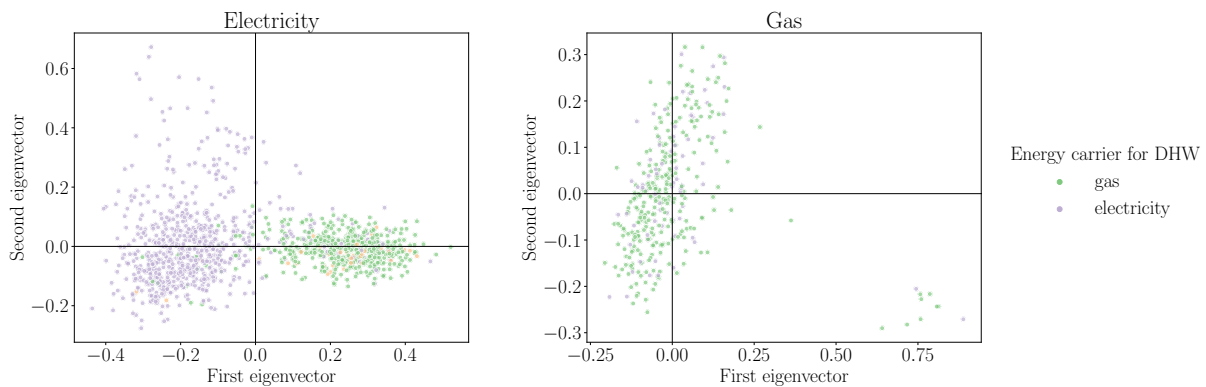 Electricity
Second eigenvector
0.6
0.4
0.2
0.0
−0.2
−0.4
−0.2
0.0
0.2
0.4
First eigenvector
Gas
Second eigenvector
0.3
0.2
0.1
0.0
−0.1
−0.2
−0.3
−0.25
0.00
0.25
0.50
0.75
First eigenvector
Energy carrier for DHW
gas
electricity